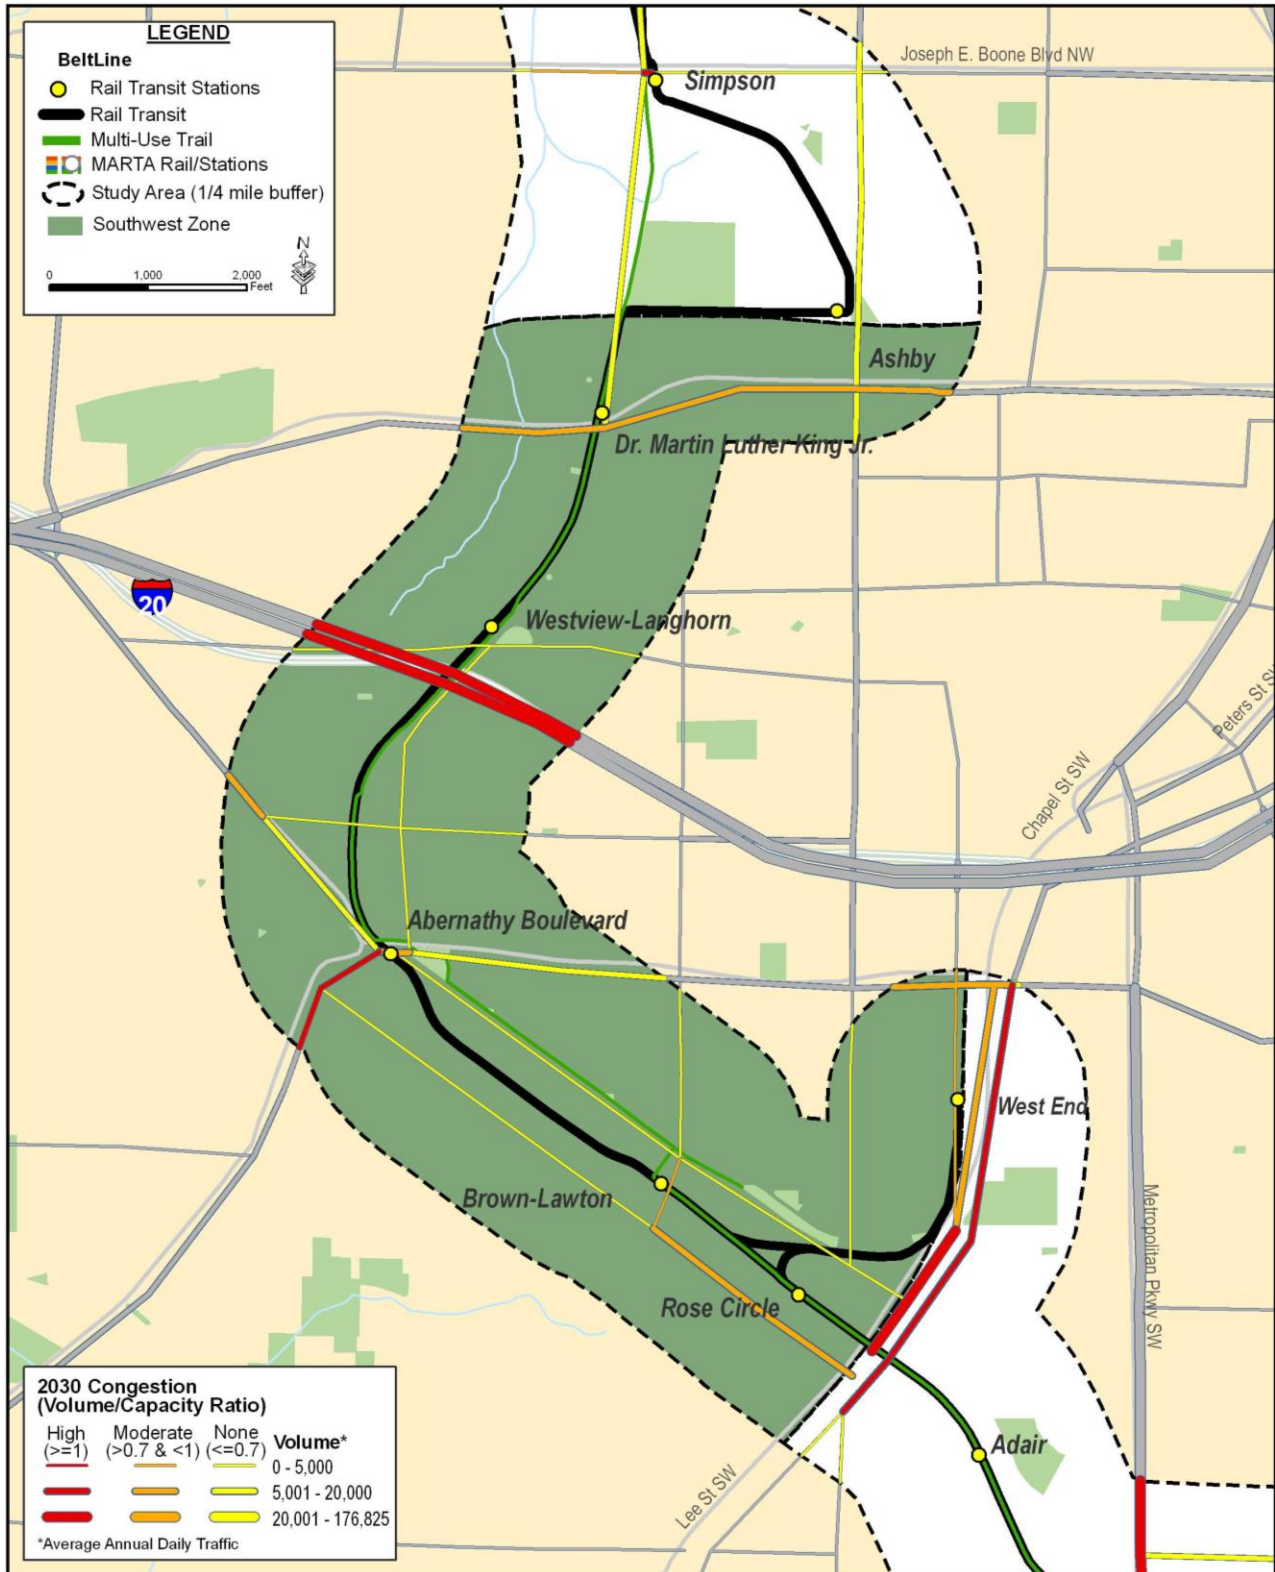 LEGEND
BeltLine
Rail Transit Stations
Rail Transit
Multi-Use Trail
MARTA Rail/Stations
Study Area (1/4 mile buffer)
Southwest Zone
N
0 1,000 2,000
Feet
Joseph E. Boone Blvd NW
Simpson
Ashby
Dr. Martin Luther King Jr.
20
Westview-Langhorn
Peters St SW
Chapel St SW
Abernathy Boulevard
West End
Brown-Lawton
Metropolitan Pkwy SW
Rose Circle
Adair
Lee St SW
2030 Congestion
(Volume/Capacity Ratio)
High Moderate None
(>=1) (>0.7 & <1) (<=0.7) Volume*
0 - 5,000
5,001 - 20,000
20,001 - 176,825
*Average Annual Daily Traffic